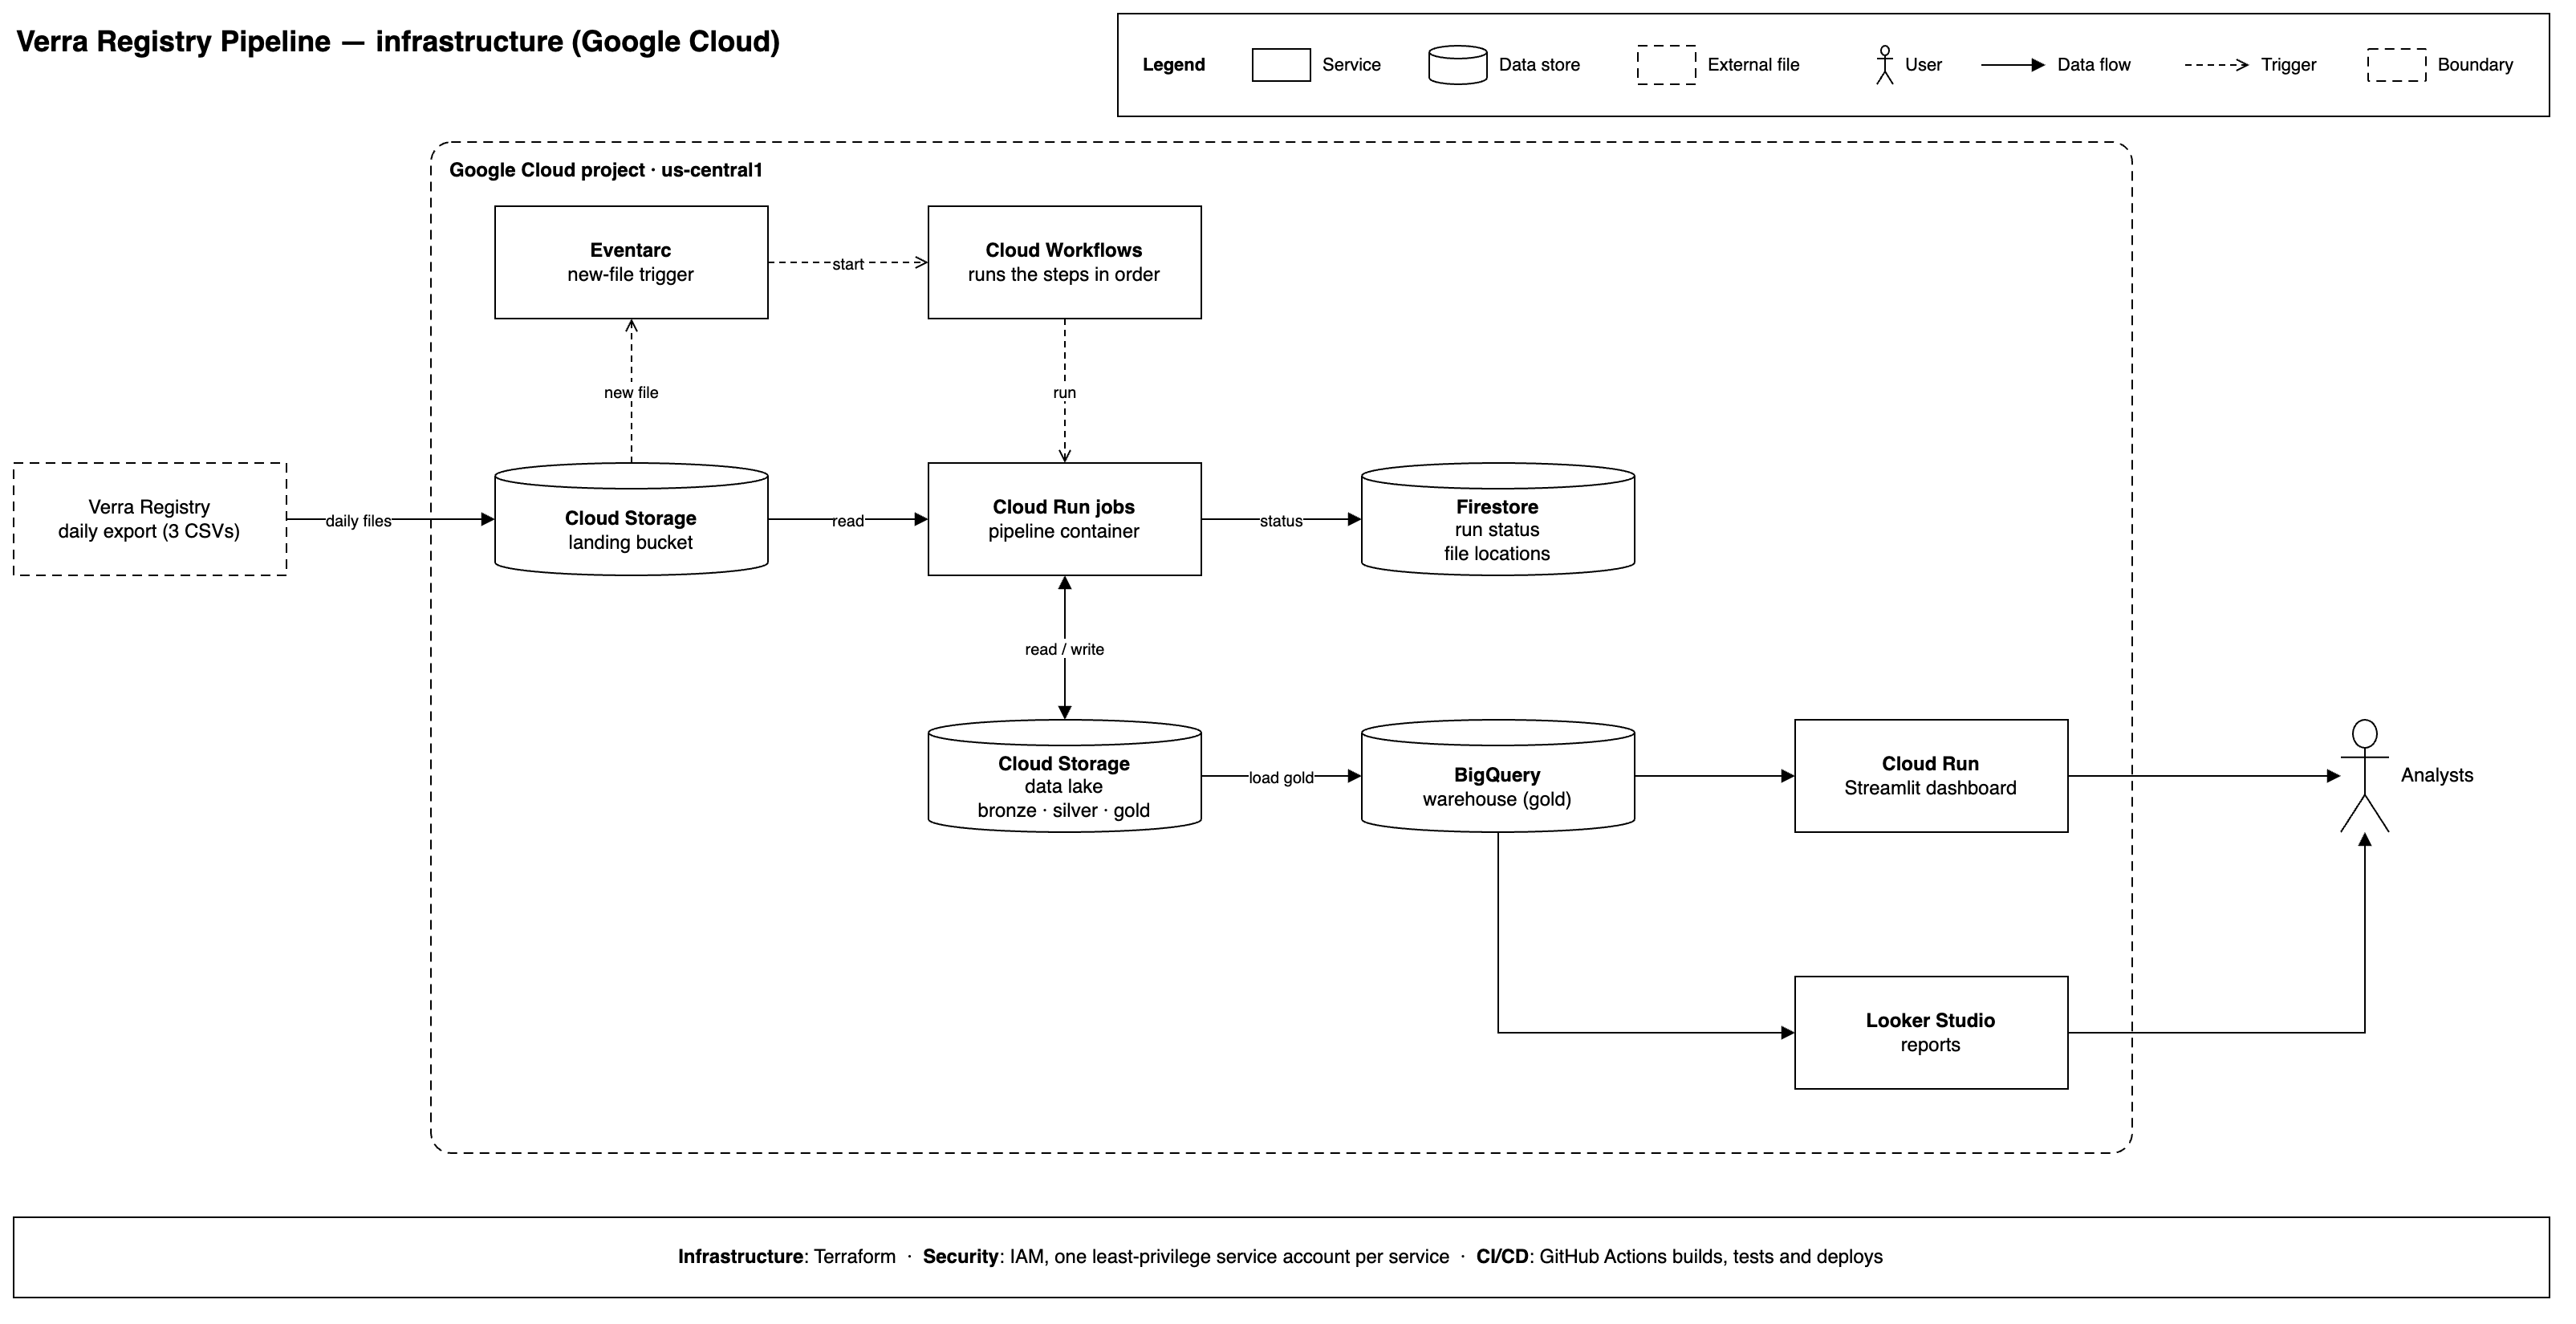 Verra Registry Pipeline — infrastructure (Google Cloud)
Legend
Service
Data store
External file
User
Data flow
Trigger
Boundary
Google Cloud project · us-central1
Eventarc
new-file trigger
start
Cloud Workflows
runs the steps in order
new file
run
Verra Registry
daily export (3 CSVs)
daily files
Cloud Storage
landing bucket
read
Cloud Run jobs
pipeline container
status
Firestore
run status
file locations
read / write
Cloud Storage
data lake
bronze · silver · gold
load gold
BigQuery
warehouse (gold)
Cloud Run
Streamlit dashboard
Analysts
Looker Studio
reports
Infrastructure: Terraform · Security: IAM, one least-privilege service account per service · CI/CD: GitHub Actions builds, tests and deploys